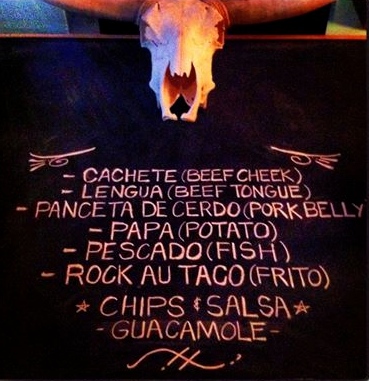 - CACHETE (BEEF CHEEK)
- LENGUA (BEEF TONGUE)
- PANCETA DE CERDO (PORK BELLY
- PAPA (POTATO)
- PESCADO (FISH)
- ROCK AU TACO (FRITO)
☆ CHIPS & SALSA ☆
- GUACAMOLE -